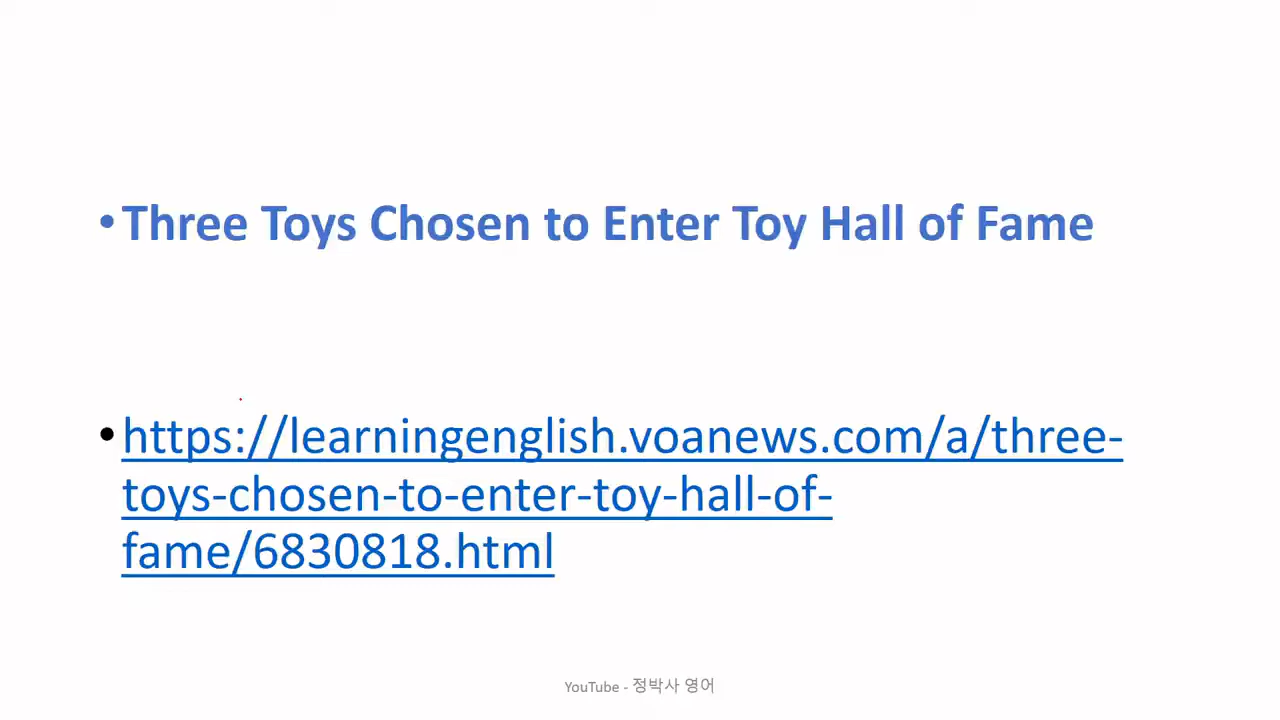 •Three Toys Chosen to Enter Toy Hall of Fame
•https://learningenglish.voanews.com/a/three-
toys-chosen-to-enter-toy-hall-of-
fame/6830818.html
YouTube - 정박사 영어